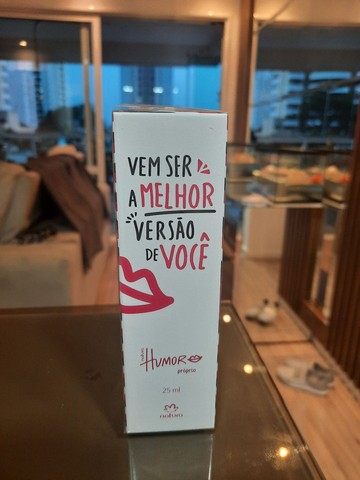 VEM SER
A MELHOR
VERSÃO
DE VOCÊ
HUMOR
próprio
25 ml
natura